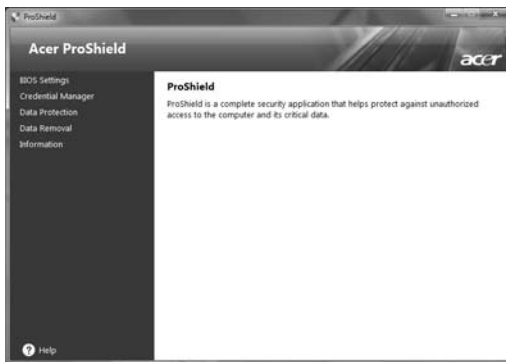 ProShield
Acer ProShield
acer
BIOS Settings
Credential Manager
Data Protection
Data Removal
Information
ProShield
ProShield is a complete security application that helps protect against unauthorized
access to the computer and its critical data.
? Help